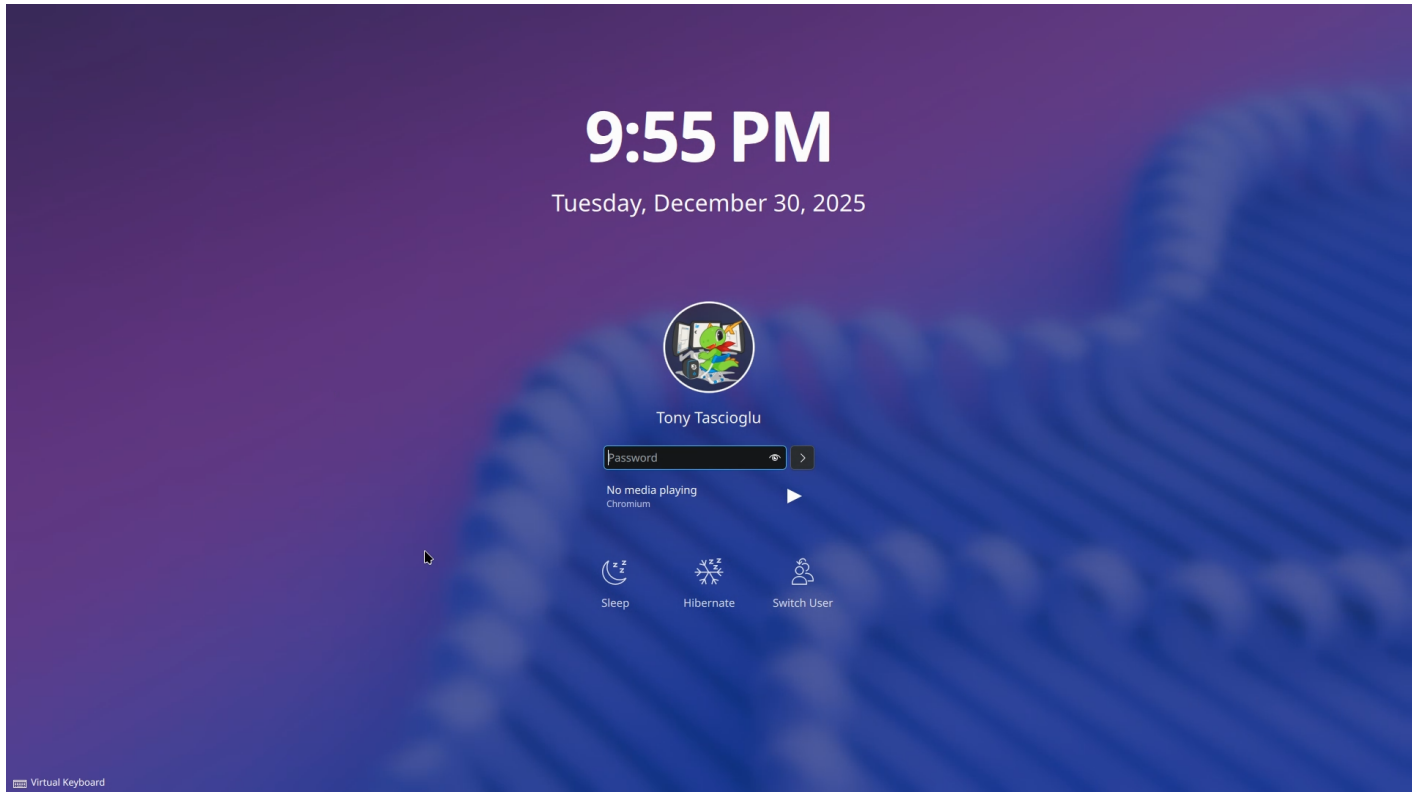 9:55 PM
Tuesday, December 30, 2025
Tony Tascioglu
Password
No media playing
Chromium
Sleep
Hibernate
Switch User
Virtual Keyboard